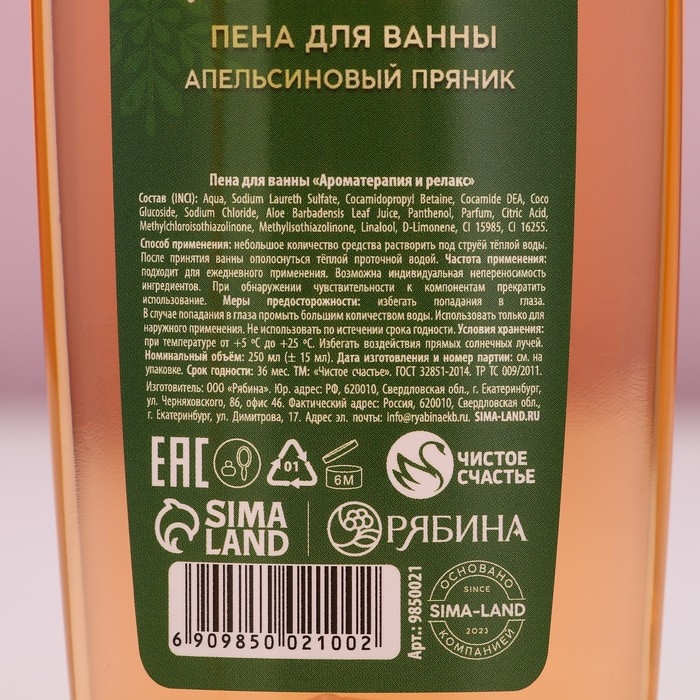 ПЕНА ДЛЯ ВАННЫ
АПЕЛЬСИНОВЫЙ ПРЯНИК
Пена для ванны «Ароматерапия и релакс»
Состав (INCI): Aqua, Sodium Laureth Sulfate, Cocamidopropyl Betaine, Cocamide DEA, Coco
Glucoside, Sodium Chloride, Aloe Barbadensis Leaf Juice, Panthenol, Parfum, Citric Acid,
Methylchloroisothiazolinone, Methylisothiazolinone, Linalool, D-Limonene, CI 15985, CI 16255.
Способ применения: небольшое количество средства растворить под струёй тёплой воды.
После принятия ванны ополоснуться тёплой проточной водой. Частота применения:
подходит для ежедневного применения. Возможна индивидуальная непереносимость
ингредиентов. При обнаружении чувствительности к компонентам прекратить
использование. Меры предосторожности: избегать попадания в глаза.
В случае попадания в глаза промыть большим количеством воды. Использовать только для
наружного применения. Не использовать по истечении срока годности. Условия хранения:
при температуре от +5 ºС до +25 ºС. Избегать воздействия прямых солнечных лучей.
Номинальный объём: 250 мл (± 15 мл). Дата изготовления и номер партии: см. на
упаковке. Срок годности: 36 мес. ТМ: «Чистое счастье». ГОСТ 32851-2014. ТР ТС 009/2011.
Изготовитель: ООО «Рябина». Юр. адрес: РФ, 620010, Свердловская обл., г. Екатеринбург,
ул. Черняховского, 86, офис 46. Фактический адрес: Россия, 620010, Свердловская обл.,
г. Екатеринбург, ул. Димитрова, 17. Адрес эл. почты: info@ryabinaekb.ru. SIMA-LAND.RU
EAC 01 6М ЧИСТОЕ
СЧАСТЬЕ
SIMA
LAND
РЯБИНА
6 909850 021002
Арт.: 9850021
ОСНОВАНО
SINCE
SIMA-LAND
2023
КОМПАНИЕЙ